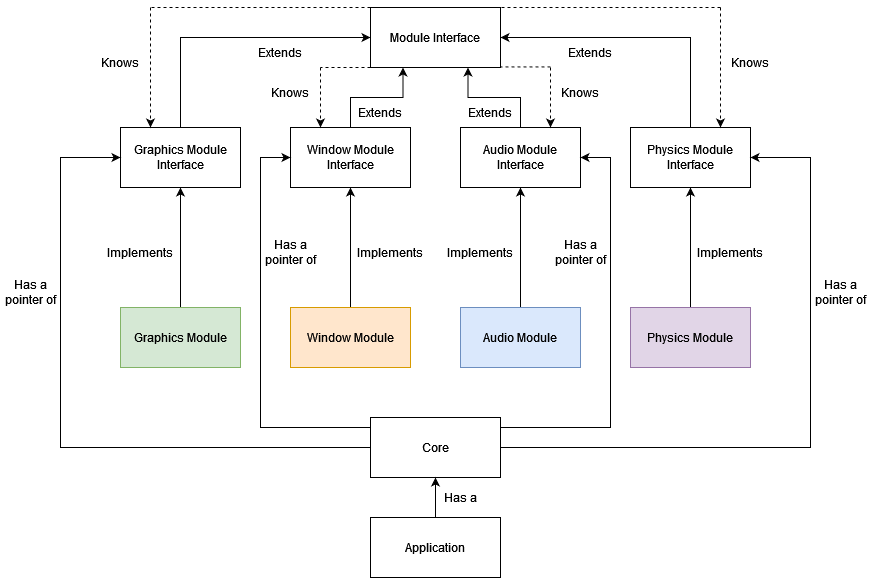 Module Interface
Extends
Extends
Knows
Knows
Knows
Knows
Extends
Extends
Graphics Module
Interface
Window Module
Interface
Audio Module
Interface
Physics Module
Interface
Implements
Has a
pointer of
Implements
Implements
Has a
pointer of
Implements
Has a
pointer of
Has a
pointer of
Graphics Module
Window Module
Audio Module
Physics Module
Core
Has a
Application